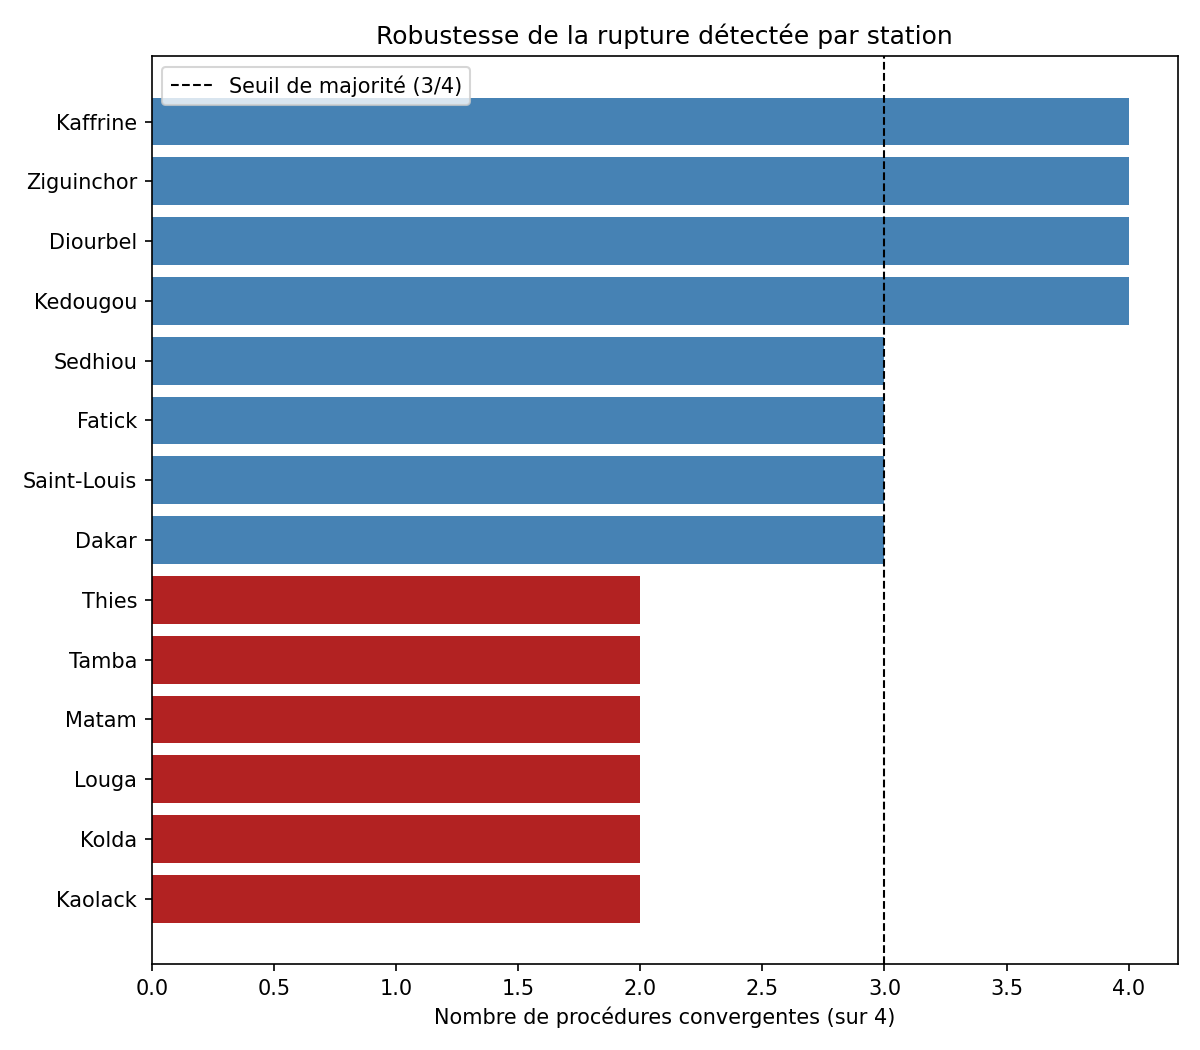 Robustesse de la rupture détectée par station
Seuil de majorité (3/4)
Kaffrine
Ziguinchor
Diourbel
Kedougou
Sedhiou
Fatick
Saint-Louis
Dakar
Thies
Tamba
Matam
Louga
Kolda
Kaolack
0.0 0.5 1.0 1.5 2.0 2.5 3.0 3.5 4.0
Nombre de procédures convergentes (sur 4)